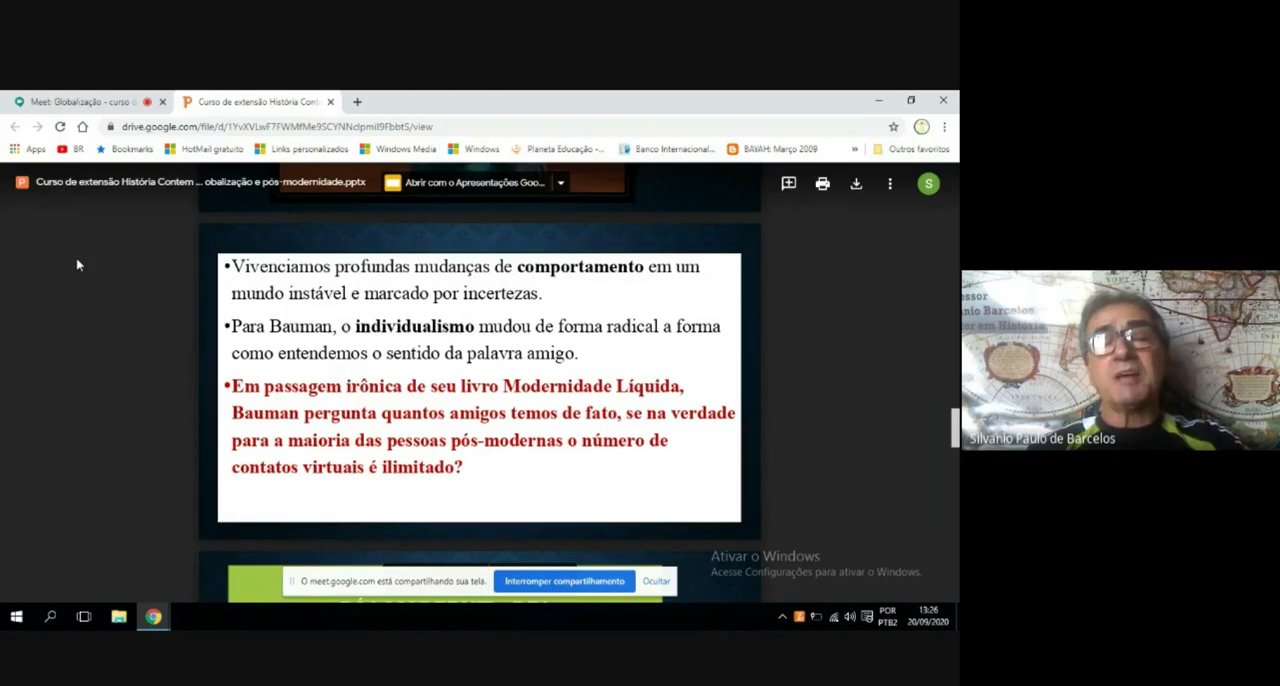 Meet: Globalização - curso
Curso de extensão História Cont
drive.google.com/file/d/1YvXVLwF7FWMfMe9SCYNNclpmiI9FbbtS/view
Apps BR Bookmarks HotMail gratuito Links personalizados Windows Media Windows Planeta Educação -... Banco Internacional... BAYAH: Março 2009 » Outros favoritos
Curso de extensão História Contem ... obalização e pós-modernidade.pptx Abrir com o Apresentações Goo... S
•Vivenciamos profundas mudanças de comportamento em um
mundo instável e marcado por incertezas.
•Para Bauman, o individualismo mudou de forma radical a forma
como entendemos o sentido da palavra amigo.
•Em passagem irônica de seu livro Modernidade Líquida,
Bauman pergunta quantos amigos temos de fato, se na verdade
para a maioria das pessoas pós-modernas o número de
contatos virtuais é ilimitado?
essor
nio Barcelos
em História
Silvanio Paulo de Barcelos
Ativar o Windows
Acesse Configurações para ativar o Windows.
O meet.google.com está compartilhando sua tela. Interromper compartilhamento Ocultar
POR
PTB2
13:26
20/09/2020